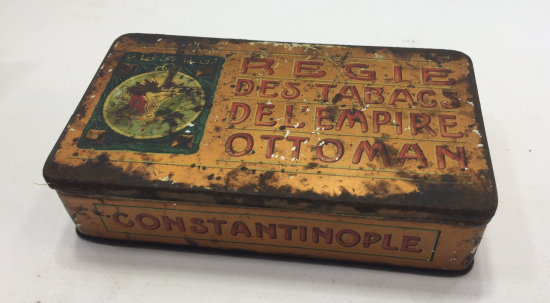 REGIE
DES TABACS
DE L'EMPIRE
OTTOMAN
CONSTANTINOPLE